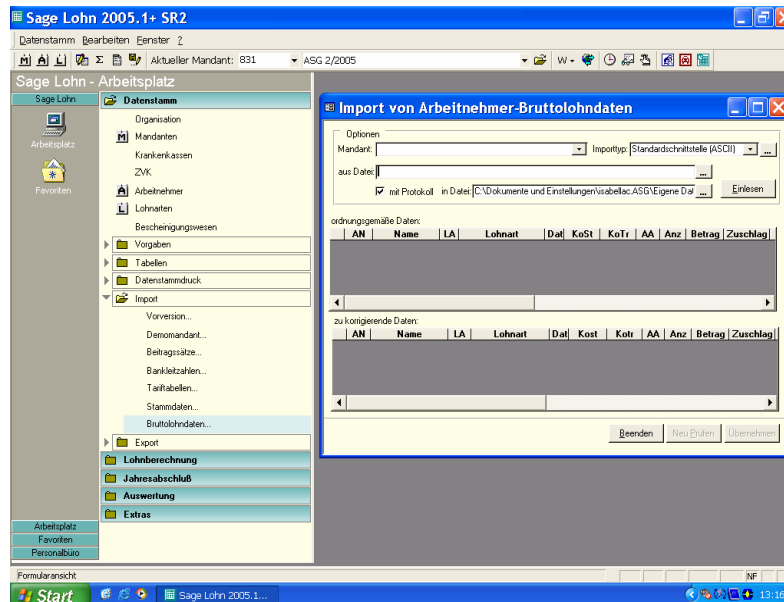 Sage Lohn 2005.1+ SR2
Datenstamm Bearbeiten Fenster ?
M A L Σ Aktueller Mandant: 831 ASG 2/2005 W
Sage Lohn - Arbeitsplatz
Sage Lohn
Arbeitsplatz
Favoriten
Datenstamm
Organisation
M Mandanten
Krankenkassen
ZVK
A Arbeitnehmer
L Lohnarten
Bescheinigungswesen
Vorgaben
Tabellen
Datenstammdruck
Import
Vorversion...
Demomandant...
Beitragssätze...
Bankleitzahlen...
Tariftabellen...
Stammdaten...
Bruttolohndaten...
Export
Lohnberechnung
Jahresabschluß
Auswertung
Extras
Arbeitsplatz
Favoriten
Personalbüro
Import von Arbeitnehmer-Bruttolohndaten
Optionen
Mandant: Importtyp: Standardschnittstelle (ASCII) ...
aus Datei: ...
mit Protokoll in Datei: C:\Dokumente und Einstellungen\isabellac.ASG\Eigene Dat ... Einlesen
ordnungsgemäße Daten:
AN Name LA Lohnart Dat KoSt KoTr AA Anz Betrag Zuschlag
zu korrigierende Daten:
AN Name LA Lohnart Dat Kost Kotr AA Anz Betrag Zuschlag
Beenden Neu Prüfen Übernehmen
Formularansicht NF
Start Sage Lohn 2005.1... 13:16